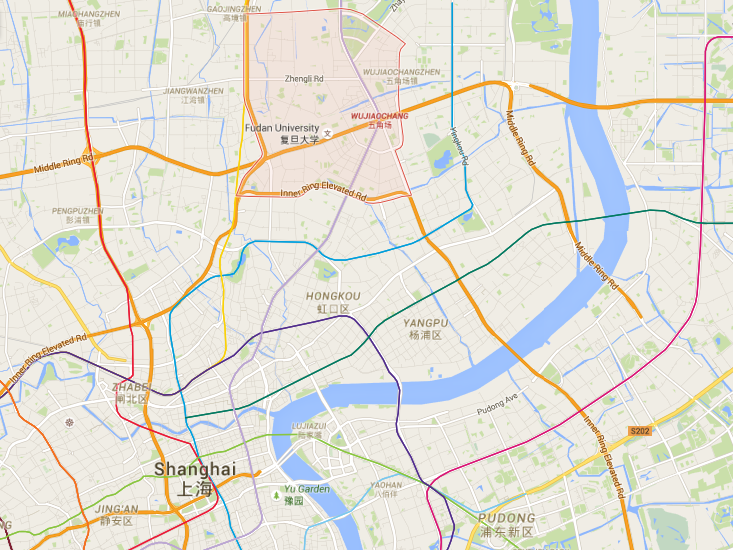 MIAOHANGZHEN
庙行镇
GAOJINGZHEN
高境镇
Zhengli Rd
WUJIAOCHANGZHEN
五角场镇
JIANGWANZHEN
江湾镇
WUJIAOCHANG
五角场
Fudan University
复旦大学
Yingkou Rd
Middle Ring Rd
Middle Ring Rd
Inner Ring Elevated Rd
PENGPUZHEN
彭浦镇
Middle Ring Rd
HONGKOU
虹口区
YANGPU
杨浦区
Inner Ring Elevated Rd
ZHABEI
闸北区
Pudong Ave
LUJIAZUI
陆家嘴
S202
Inner Ring Elevated Rd
Shanghai
上海
Yu Garden
豫园
YAOHAN
八佰伴
JING'AN
静安区
PUDONG
浦东新区